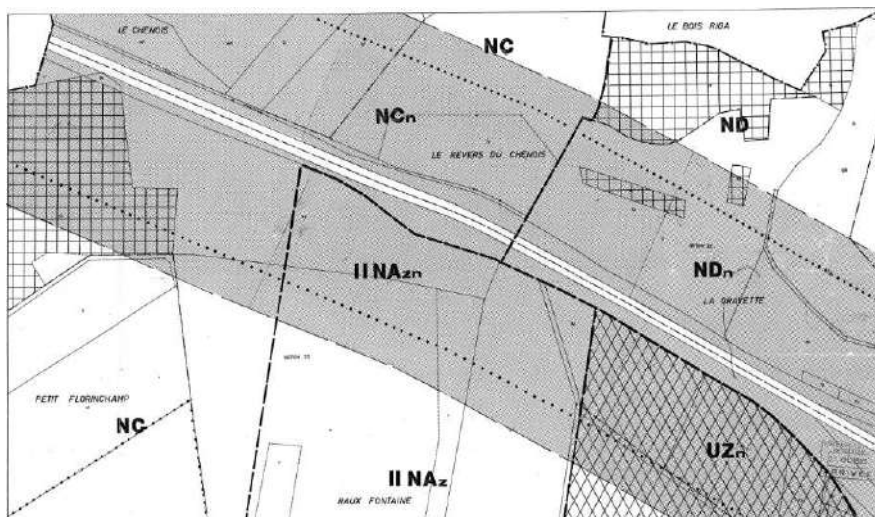 LE CHENOIS
LE BOIS RIGA
NC
NCn
ND
LE REVERS DU CHENOIS
II NAzn
NDn
LA GRAVETTE
PETIT FLORINCHAMP
NC
UZn
II NAz
HAUX FONTAINE